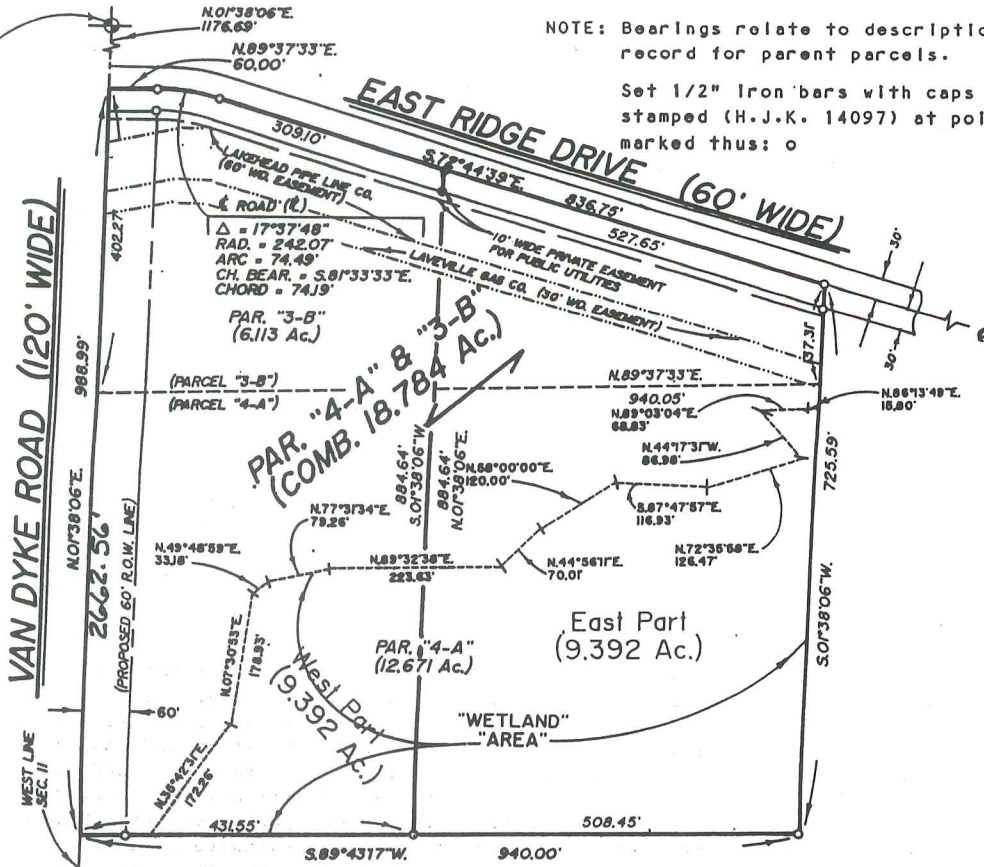 N.01°38'06"E.
1176.69'
N.89°37'33"E.
60.00'
NOTE: Bearings relate to descriptio
record for parent parcels.
Set 1/2" iron bars with caps
stamped (H.J.K. 14097) at poi
marked thus: o
EAST RIDGE DRIVE (60' WIDE)
309.10'
S.72°44'39"E.
836.75'
527.65'
LAKEHEAD PIPE LINE CO.
(60' WD. EASEMENT)
℄ ROAD (℄)
Δ = 17°37'48"
RAD. = 242.07'
ARC = 74.49'
CH. BEAR. = S.81°33'33"E.
CHORD = 74.19'
10' WIDE PRIVATE EASEMENT
FOR PUBLIC UTILITIES
LAVEVILLE GAS CO. (30' WD. EASEMENT)
30'
30'
402.27'
PAR. "3-B"
(6.113 Ac.)
137.31'
VAN DYKE ROAD (120' WIDE)
988.99'
(PARCEL "3-B")
(PARCEL "4-A")
PAR. "4-A" & "3-B"
(COMB. 18.784 Ac.)
N.89°37'33"E.
940.05'
N.86°13'49"E.
15.80'
N.89°03'04"E.
68.83'
N.44°17'31"W.
86.98'
884.64'
S.01°38'06"W.
884.64'
N.01°38'06"E.
725.59'
N.58°00'00"E.
120.00'
N.77°31'34"E.
79.26'
S.87°47'57"E.
116.93'
N.01°38'06"E.
2662.56'
(PROPOSED 60' R.O.W. LINE)
N.49°48'59"E.
33.16'
N.89°32'38"E.
223.63'
N.44°56'11"E.
70.01'
N.72°35'58"E.
126.47'
S.01°38'06"W.
N.07°30'53"E.
178.93'
PAR. "4-A"
(12.671 Ac.)
East Part
(9.392 Ac.)
West Part
(9.392 Ac.)
60'
"WETLAND"
"AREA"
N.36°42'31"E.
172.26'
WEST LINE
SEC. 11
431.55'
508.45'
S.89°43'17"W.
940.00'